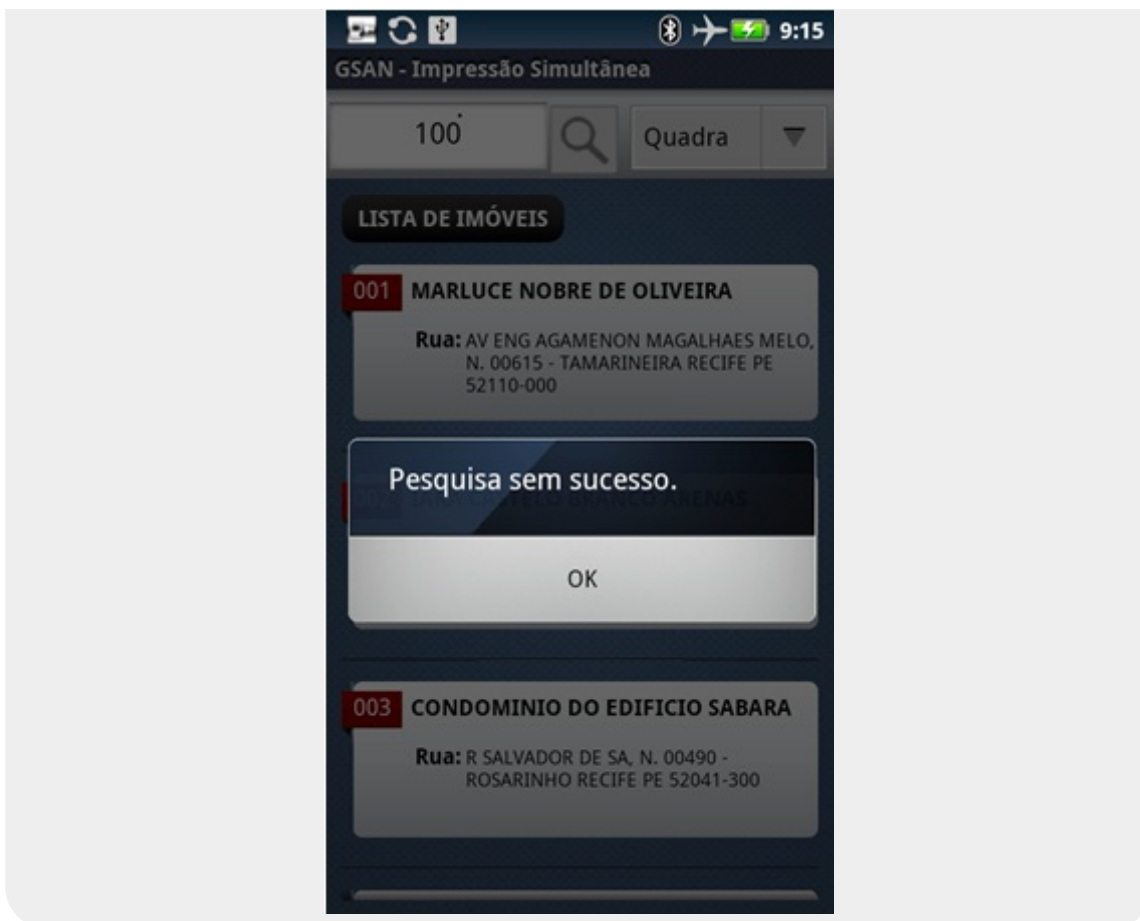 9:15
GSAN - Impressão Simultânea
100
Quadra
LISTA DE IMÓVEIS
001 MARLUCE NOBRE DE OLIVEIRA
Rua: AV ENG AGAMENON MAGALHAES MELO,
N. 00615 - TAMARINEIRA RECIFE PE
52110-000
Pesquisa sem sucesso.
OK
003 CONDOMINIO DO EDIFICIO SABARA
Rua: R SALVADOR DE SA, N. 00490 -
ROSARINHO RECIFE PE 52041-300